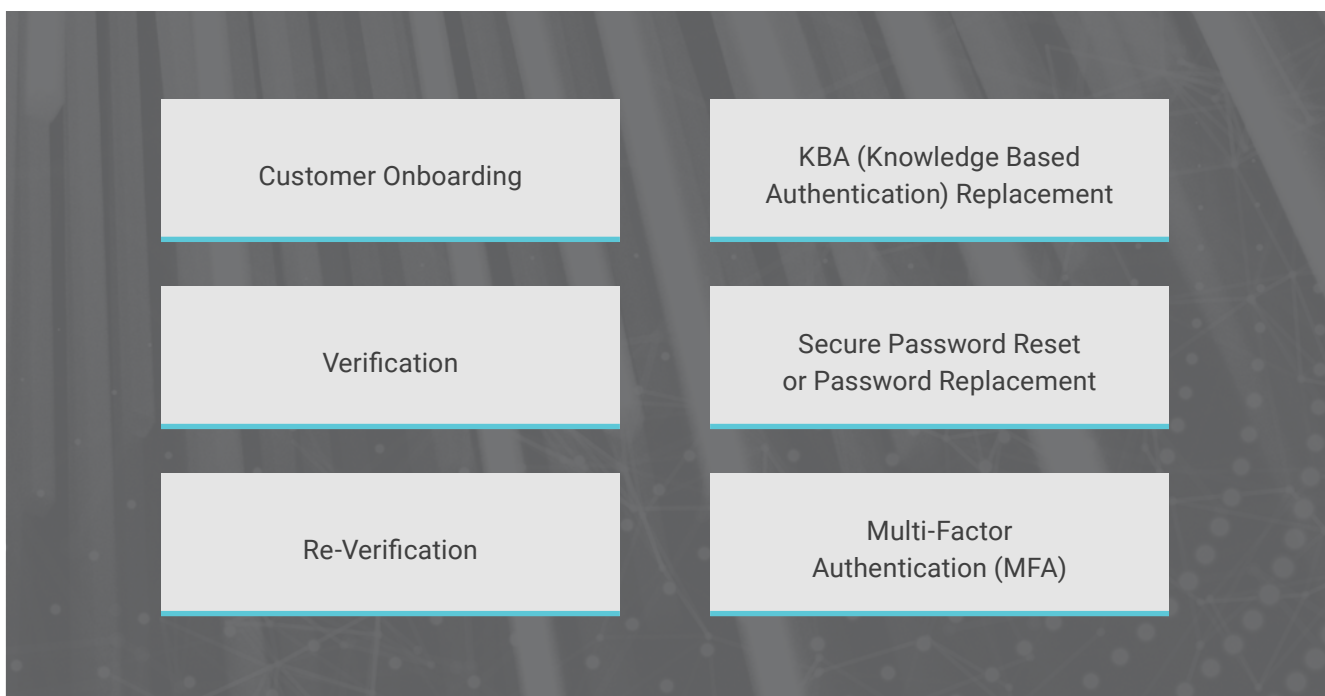 Customer Onboarding
KBA (Knowledge Based
Authentication) Replacement
Verification
Secure Password Reset
or Password Replacement
Re-Verification
Multi-Factor
Authentication (MFA)